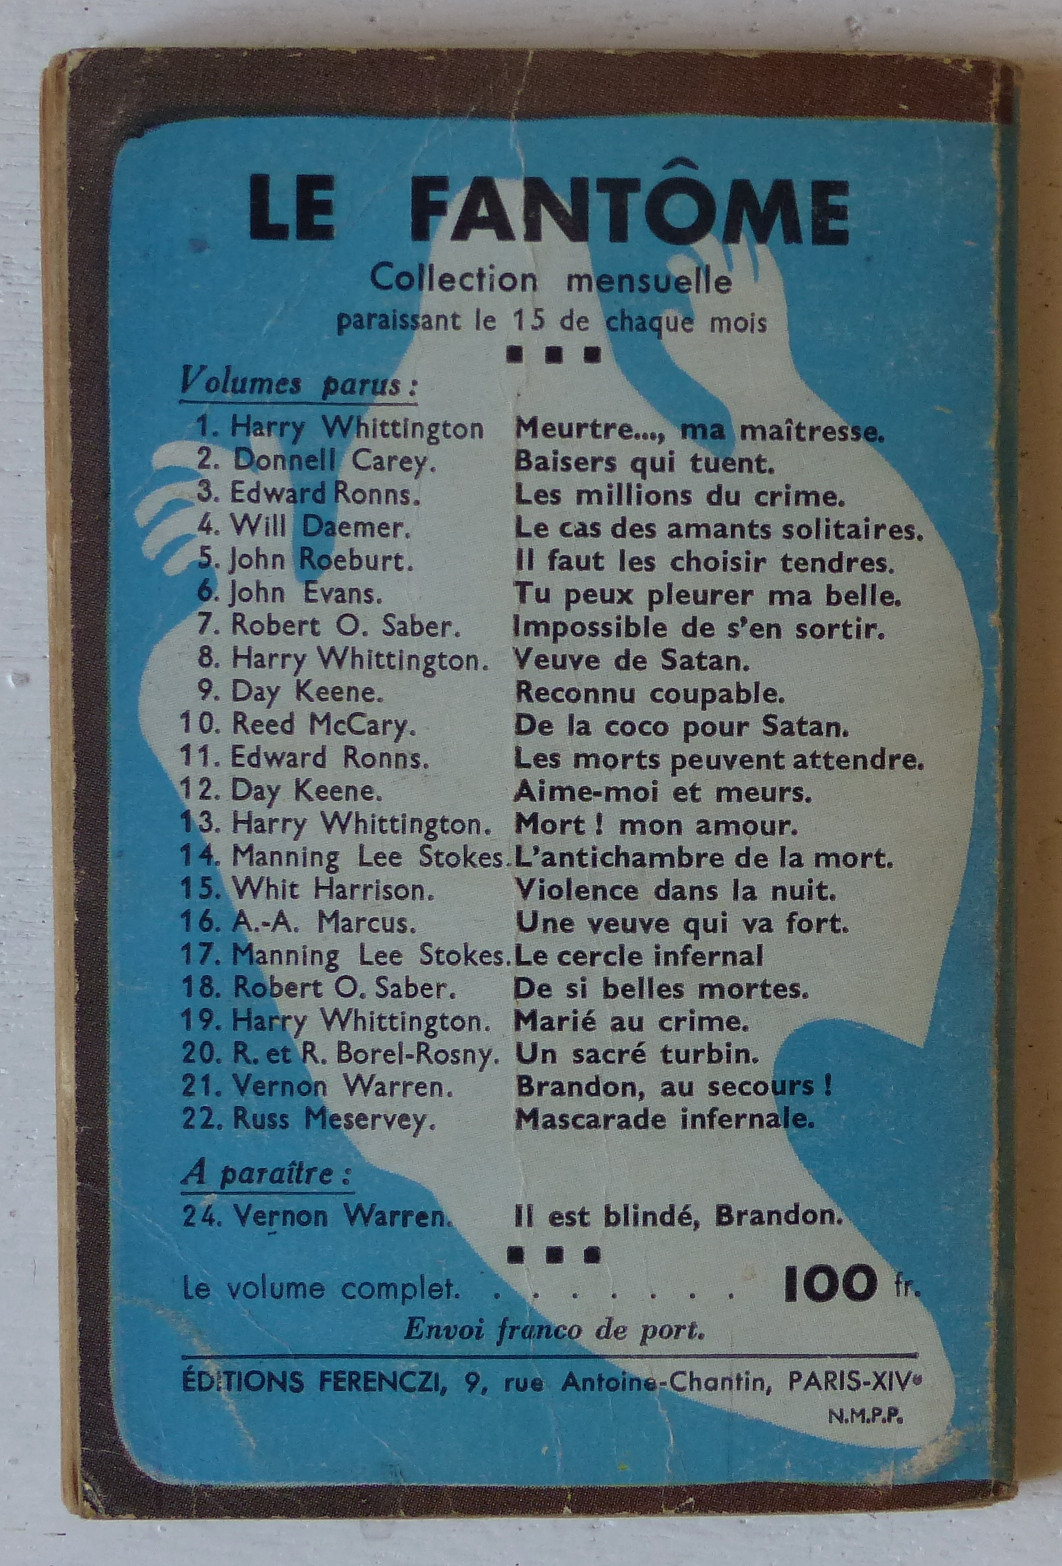 LE FANTÔME
Collection mensuelle
paraissant le 15 de chaque mois
Volumes parus :
1. Harry Whittington Meurtre..., ma maîtresse.
2. Donnell Carey. Baisers qui tuent.
3. Edward Ronns. Les millions du crime.
4. Will Daemer. Le cas des amants solitaires.
5. John Roeburt. Il faut les choisir tendres.
6. John Evans. Tu peux pleurer ma belle.
7. Robert O. Saber. Impossible de s'en sortir.
8. Harry Whittington. Veuve de Satan.
9. Day Keene. Reconnu coupable.
10. Reed McCary. De la coco pour Satan.
11. Edward Ronns. Les morts peuvent attendre.
12. Day Keene. Aime-moi et meurs.
13. Harry Whittington. Mort ! mon amour.
14. Manning Lee Stokes. L'antichambre de la mort.
15. Whit Harrison. Violence dans la nuit.
16. A.-A. Marcus. Une veuve qui va fort.
17. Manning Lee Stokes. Le cercle infernal
18. Robert O. Saber. De si belles mortes.
19. Harry Whittington. Marié au crime.
20. R. et R. Borel-Rosny. Un sacré turbin.
21. Vernon Warren. Brandon, au secours !
22. Russ Meservey. Mascarade infernale.
A paraître :
24. Vernon Warren. Il est blindé, Brandon.
Le volume complet. . . . . . . . 100 fr.
Envoi franco de port.
ÉDITIONS FERENCZI, 9, rue Antoine-Chantin, PARIS-XIVe
N.M.P.P.